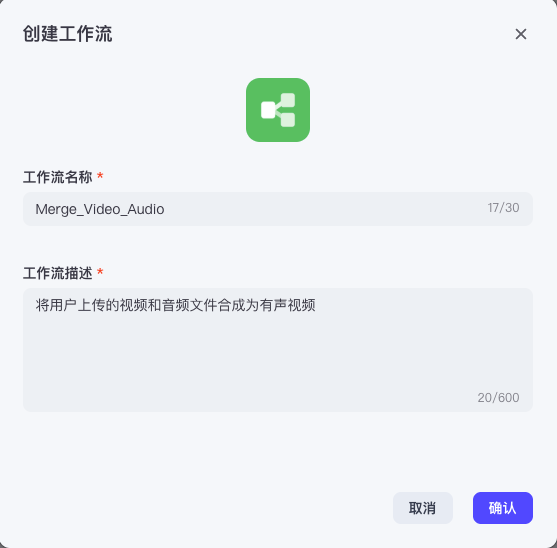 创建工作流
工作流名称 *
Merge_Video_Audio
17/30
工作流描述 *
将用户上传的视频和音频文件合成为有声视频
20/600
取消
确认